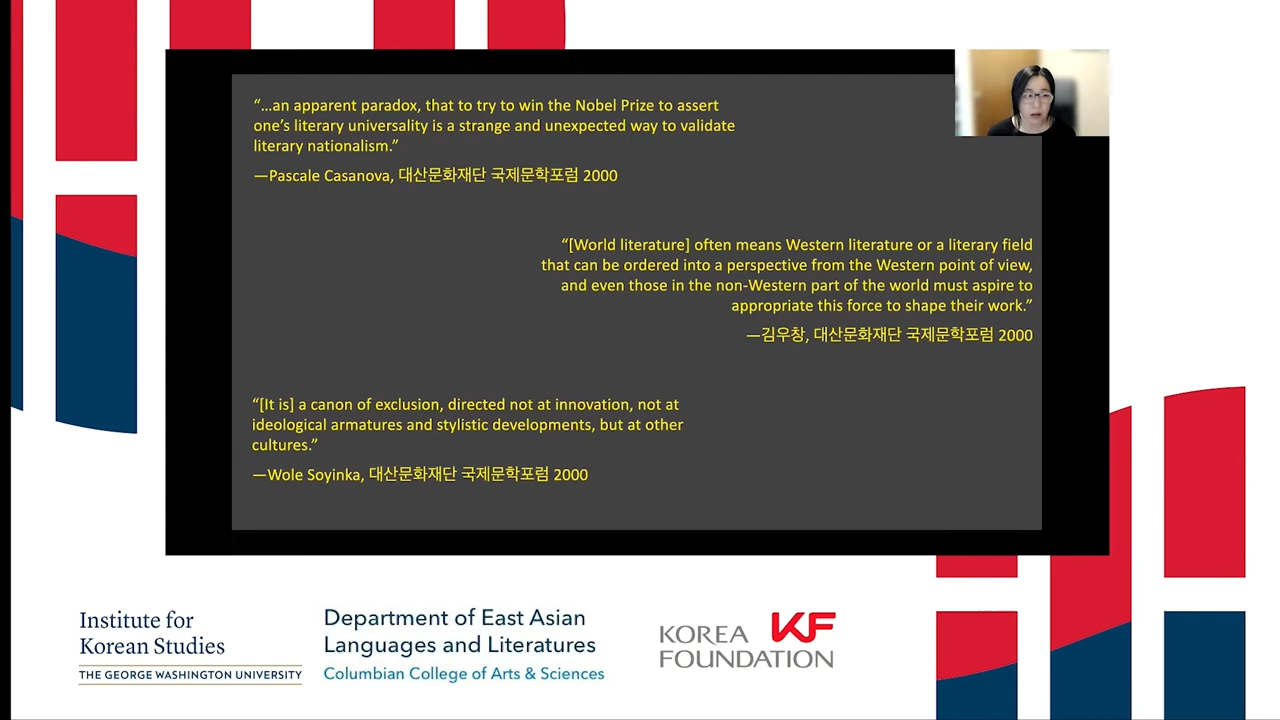 “…an apparent paradox, that to try to win the Nobel Prize to assert
one’s literary universality is a strange and unexpected way to validate
literary nationalism.”
—Pascale Casanova, 대산문화재단 국제문학포럼 2000
“[World literature] often means Western literature or a literary field
that can be ordered into a perspective from the Western point of view,
and even those in the non-Western part of the world must aspire to
appropriate this force to shape their work.”
—김우창, 대산문화재단 국제문학포럼 2000
“[It is] a canon of exclusion, directed not at innovation, not at
ideological armatures and stylistic developments, but at other
cultures.”
—Wole Soyinka, 대산문화재단 국제문학포럼 2000
Institute for
Korean Studies
THE GEORGE WASHINGTON UNIVERSITY
Department of East Asian
Languages and Literatures
Columbian College of Arts & Sciences
KOREA KF
FOUNDATION